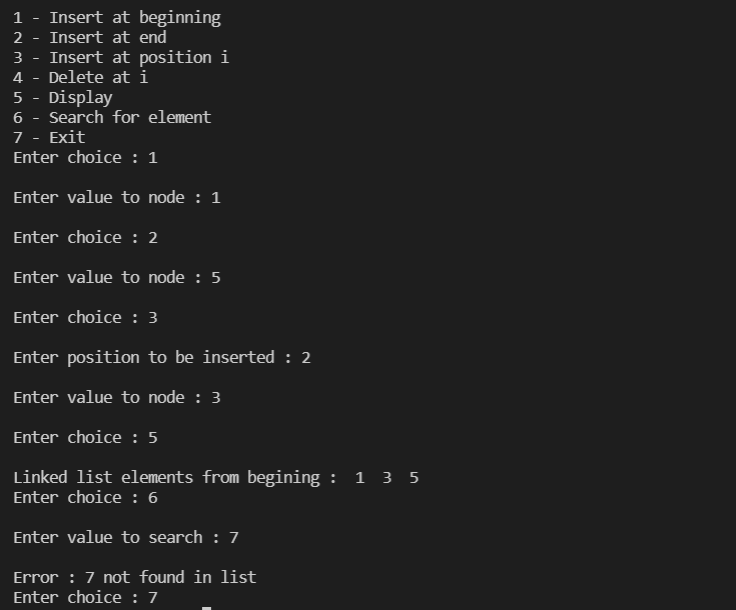 1 - Insert at beginning
2 - Insert at end
3 - Insert at position i
4 - Delete at i
5 - Display
6 - Search for element
7 - Exit
Enter choice : 1
Enter value to node : 1
Enter choice : 2
Enter value to node : 5
Enter choice : 3
Enter position to be inserted : 2
Enter value to node : 3
Enter choice : 5
Linked list elements from begining :  1  3  5
Enter choice : 6
Enter value to search : 7
Error : 7 not found in list
Enter choice : 7